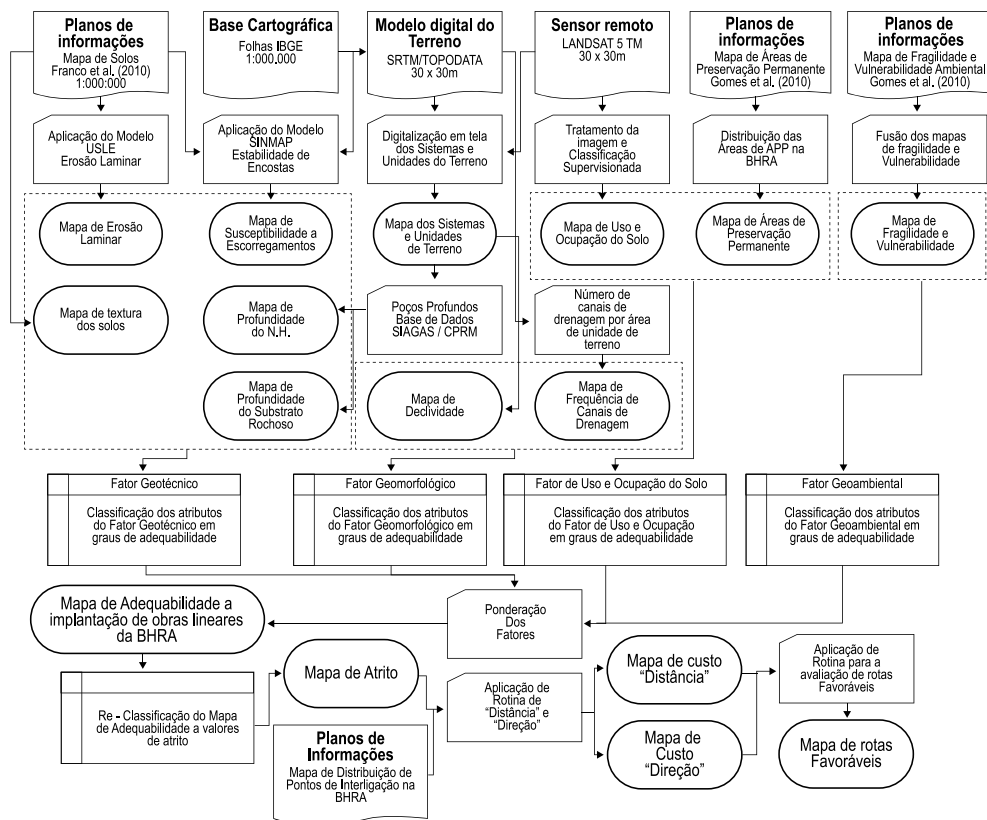 Planos de
informações
Mapa de Solos
Franco et al. (2010)
1:000:000
Base Cartográfica
Folhas IBGE
1:000.000
Modelo digital do
Terreno
SRTM/TOPODATA
30 x 30m
Sensor remoto
LANDSAT 5 TM
30 x 30m
Planos de
informações
Mapa de Áreas de
Preservação Permanente
Gomes et al. (2010)
Planos de
informações
Mapa de Fragilidade e
Vulnerabilidade Ambiental
Gomes et al. (2010)
Aplicação do Modelo
USLE
Erosão Laminar
Aplicação do Modelo
SINMAP
Estabilidade de
Encostas
Digitalização em tela
dos Sistemas e
Unidades do Terreno
Tratamento da
imagem e
Classificação
Supervisionada
Distribuição das
Áreas de APP na
BHRA
Fusão dos mapas
de fragilidade e
Vulnerabilidade
Mapa de Erosão
Laminar
Mapa de
Susceptibilidade a
Escorregamentos
Mapa dos Sistemas
e Unidades
de Terreno
Mapa de Uso e
Ocupação do Solo
Mapa de Áreas de
Preservação
Permanente
Mapa de
Fragilidade e
Vulnerabilidade
Mapa de textura
dos solos
Mapa de
Profundidade
do N.H.
Poços Profundos
Base de Dados
SIAGAS / CPRM
Número de
canais de
drenagem por área
de unidade de
terreno
Mapa de
Profundidade
do Substrato
Rochoso
Mapa de
Declividade
Mapa de
Frequência de
Canais de
Drenagem
Fator Geotécnico
Classificação dos atributos
do Fator Geotécnico em
graus de adequabilidade
Fator Geomorfológico
Classificação dos atributos
do Fator Geomorfológico em
graus de adequabilidade
Fator de Uso e Ocupação do Solo
Classificação dos atributos
do Fator de Uso e Ocupação
em graus de adequabilidade
Fator Geoambiental
Classificação dos atributos
do Fator Geoambiental em
graus de adequabilidade
Mapa de Adequabilidade a
implantação de obras lineares
da BHRA
Ponderação
Dos
Fatores
Re - Classificação do Mapa
de Adequabilidade a valores
de atrito
Mapa de Atrito
Planos de
Informações
Mapa de Distribuição de
Pontos de Interligação na
BHRA
Aplicação de
Rotina de
“Distância” e
“Direção”
Mapa de custo
“Distância”
Mapa de
Custo
“Direção”
Aplicação de
Rotina para a
avaliação de rotas
Favoráveis
Mapa de rotas
Favoráveis